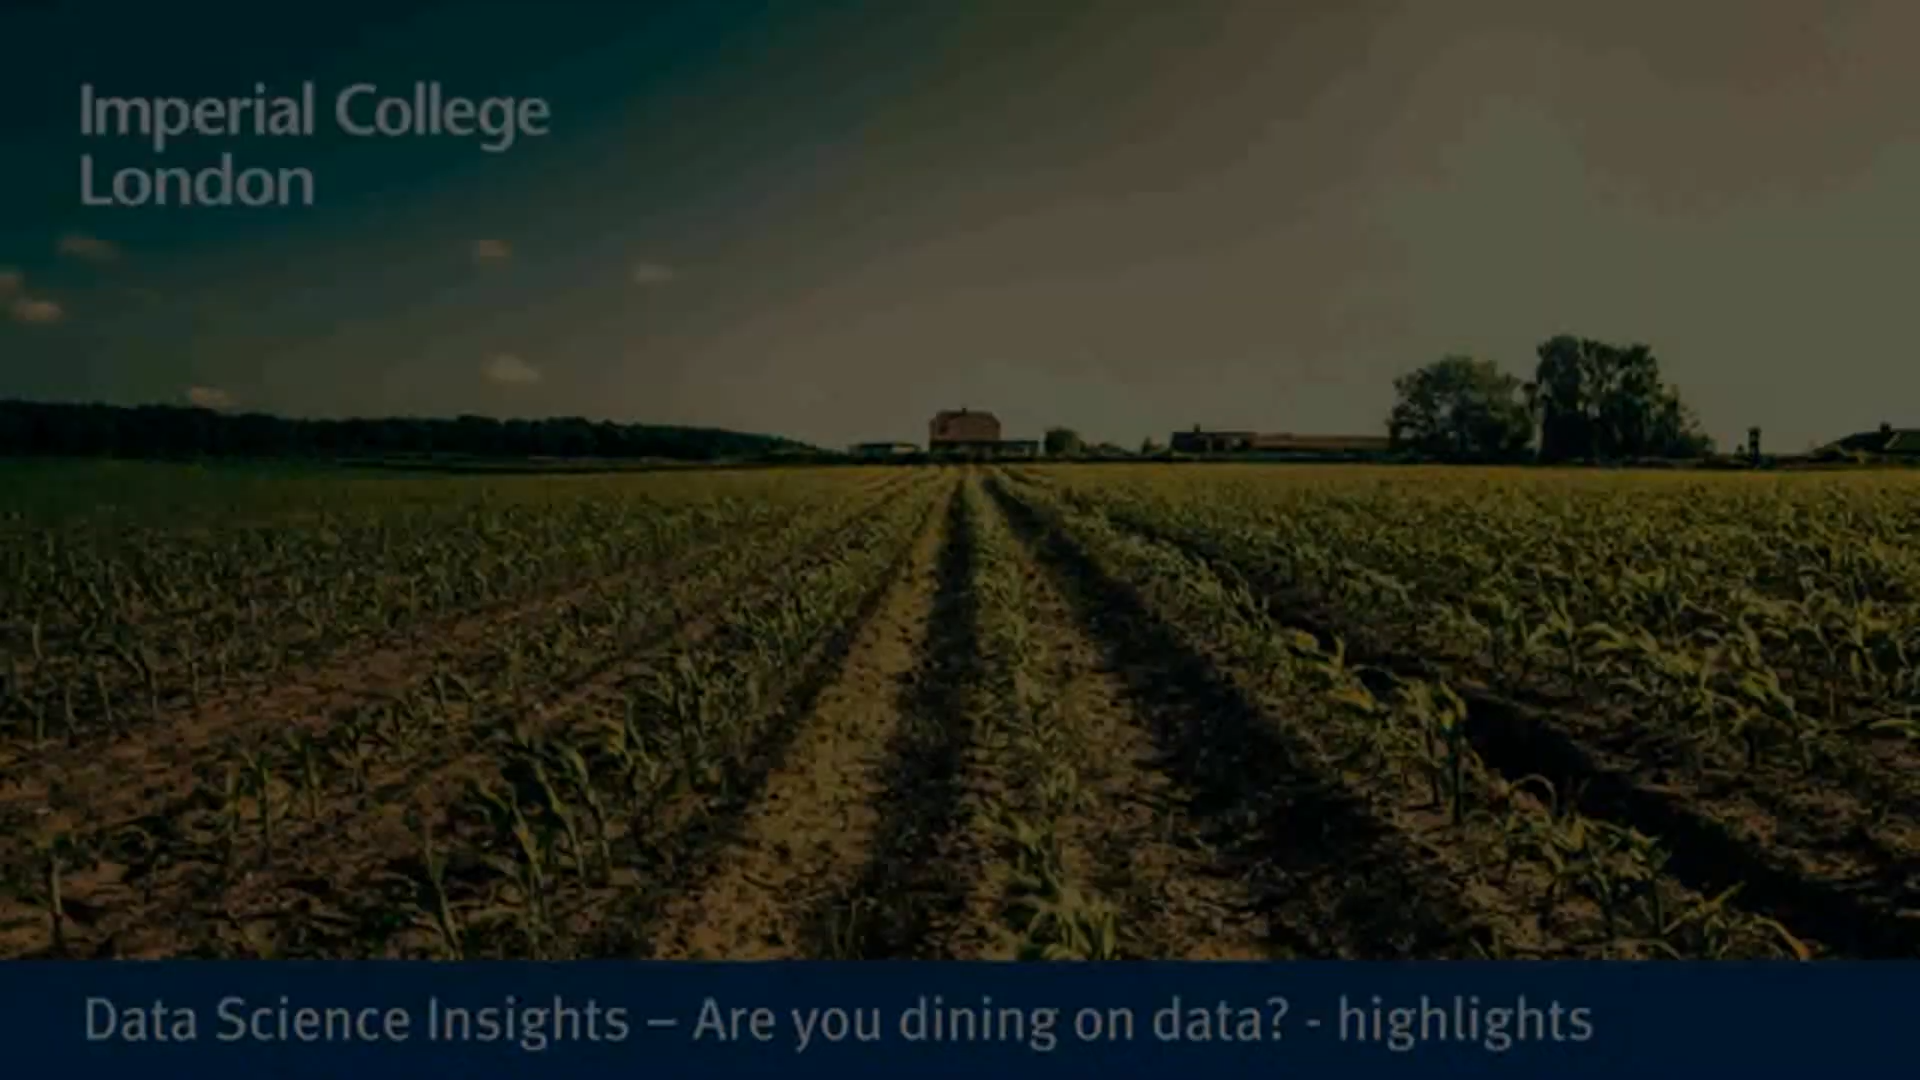 Imperial College
London
Data Science Insights – Are you dining on data? - highlights